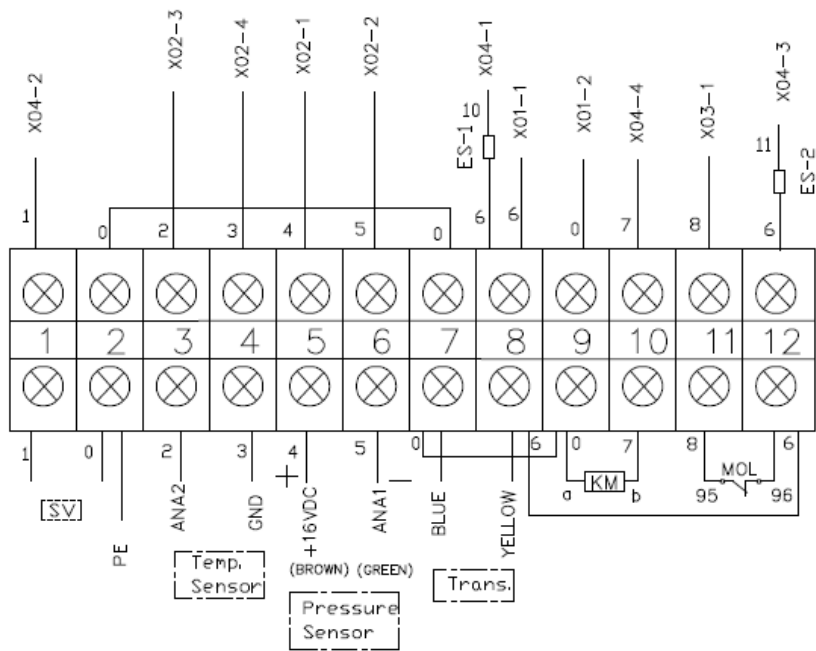 X04-2
X02-3
X02-4
X02-1
X02-2
X04-1
X01-1
X01-2
X04-4
X03-1
X04-3
10
ES-1
11
ES-2
1
0
2
3
4
5
0
6
6
0
7
8
6
1 2 3 4 5 6 7 8 9 10 11 12
1
0
2
3
4
5
0
6
0
7
8
6
+
−
MOL
95
96
a
KM
b
SV
PE
ANA2
GND
+16VDC
ANA1
BLUE
YELLOW
(BROWN) (GREEN)
Temp.
Sensor
Trans.
Pressure
Sensor